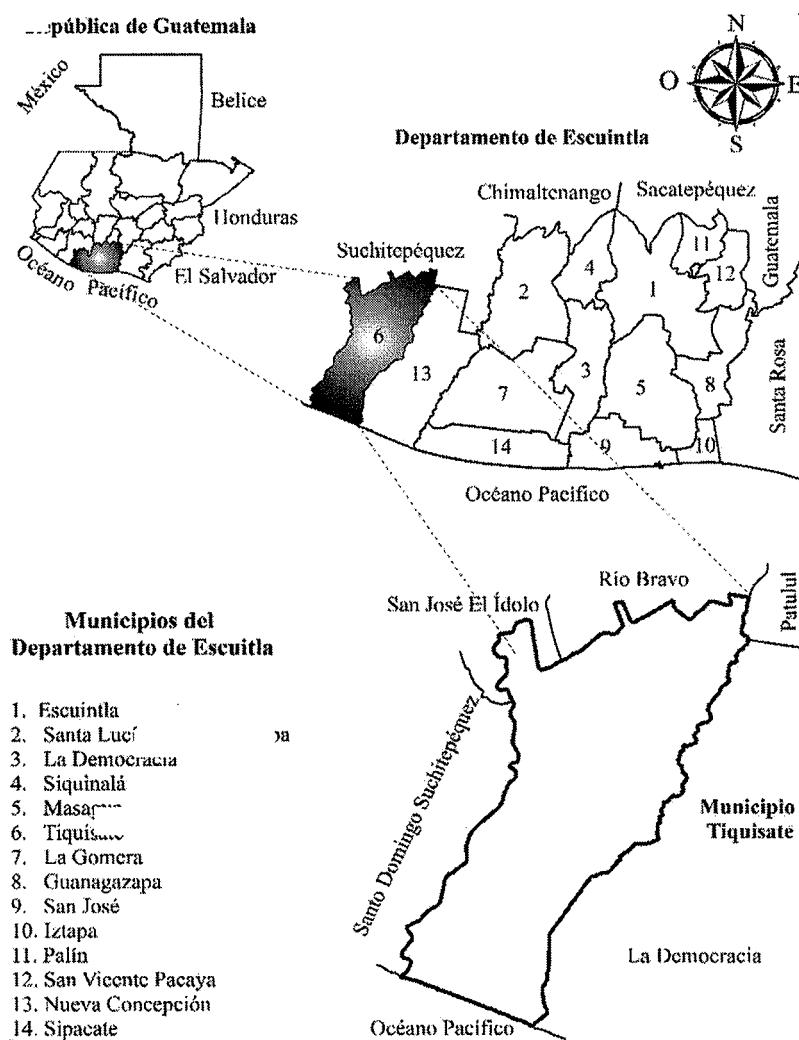 pública de Guatemala
México
Belice
Honduras
El Salvador
Océano Pacífico
N
O
E
S
Departamento de Escuintla
Chimaltenango
Sacatepéquez
Suchitepéquez
Guatemala
Santa Rosa
11
4
12
2
1
6
3
13
7
5
8
14
9
10
Océano Pacífico
Río Bravo
San José El Ídolo
Patulul
Santo Domingo Suchitepéquez
Municipio
Tiquisate
La Democracia
Océano Pacífico
Municipios del
Departamento de Escuitla
1. Escuintla
2. Santa
3. La Democracia
4. Siquinalá
5.
6.
7. La Gomera
8. Guanagazapa
9. San José
10. Iztapa
11. Palín
12. San Vicente Pacaya
13. Nueva Concepción
14. Sipacate